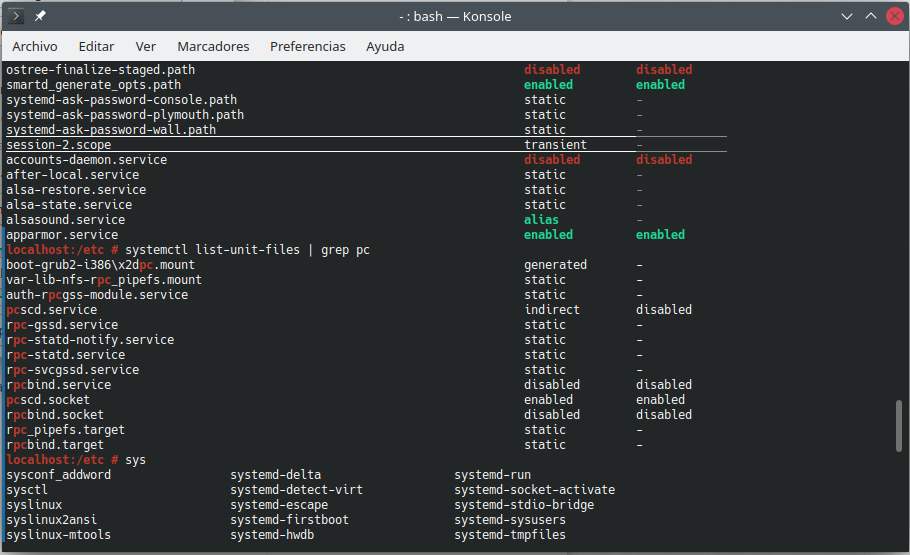 - : bash — Konsole
Archivo Editar Ver Marcadores Preferencias Ayuda
ostree-finalize-staged.path disabled disabled
smartd_generate_opts.path enabled enabled
systemd-ask-password-console.path static -
systemd-ask-password-plymouth.path static -
systemd-ask-password-wall.path static -
session-2.scope transient -
accounts-daemon.service disabled disabled
after-local.service static -
alsa-restore.service static -
alsa-state.service static -
alsasound.service alias -
apparmor.service enabled enabled
localhost:/etc # systemctl list-unit-files | grep pc
boot-grub2-i386\x2dpc.mount generated -
var-lib-nfs-rpc_pipefs.mount static -
auth-rpcgss-module.service static -
pcscd.service indirect disabled
rpc-gssd.service static -
rpc-statd-notify.service static -
rpc-statd.service static -
rpc-svcgssd.service static -
rpcbind.service disabled disabled
pcscd.socket enabled enabled
rpcbind.socket disabled disabled
rpc_pipefs.target static -
rpcbind.target static -
localhost:/etc # sys
sysconf_addword systemd-delta systemd-run
sysctl systemd-detect-virt systemd-socket-activate
syslinux systemd-escape systemd-stdio-bridge
syslinux2ansi systemd-firstboot systemd-sysusers
syslinux-mtools systemd-hwdb systemd-tmpfiles